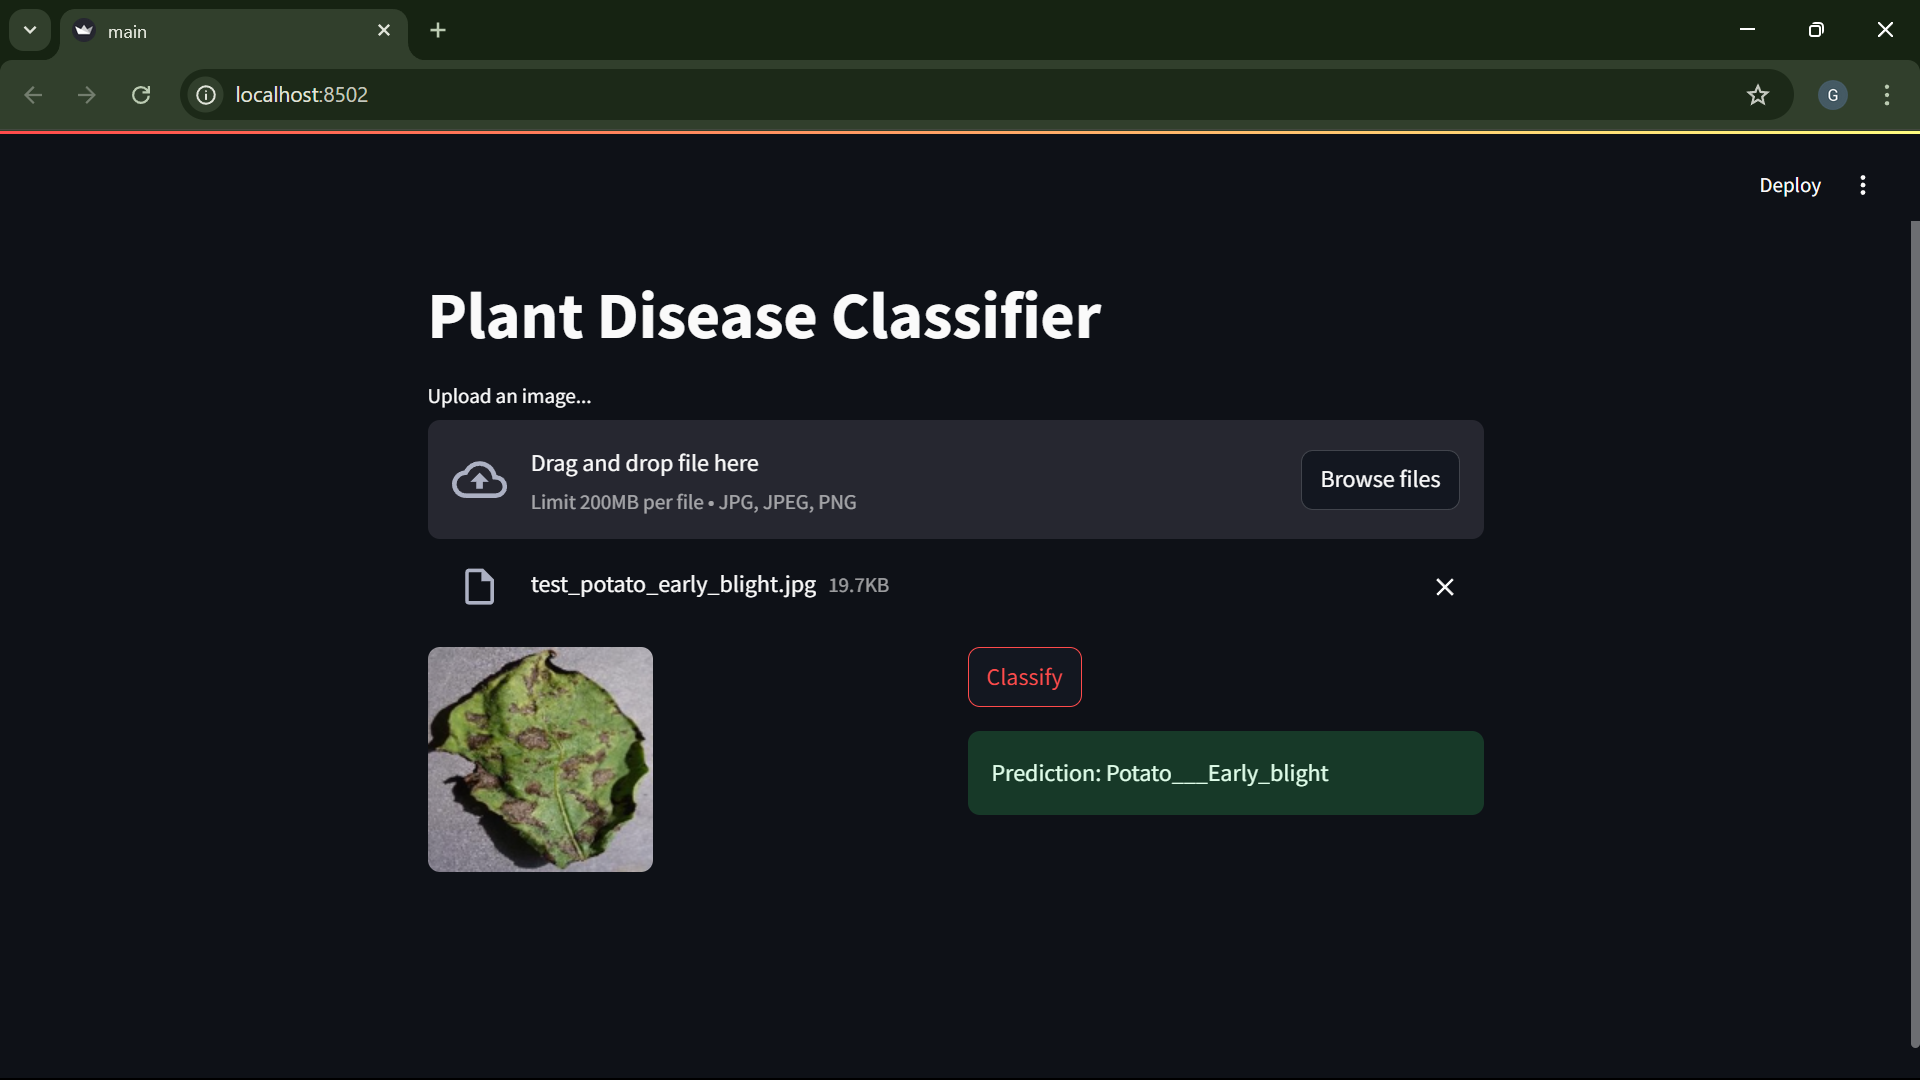 main
localhost:8502
G
Deploy
Plant Disease Classifier
Upload an image...
Drag and drop file here
Limit 200MB per file • JPG, JPEG, PNG
Browse files
test_potato_early_blight.jpg 19.7KB
Classify
Prediction: Potato___Early_blight